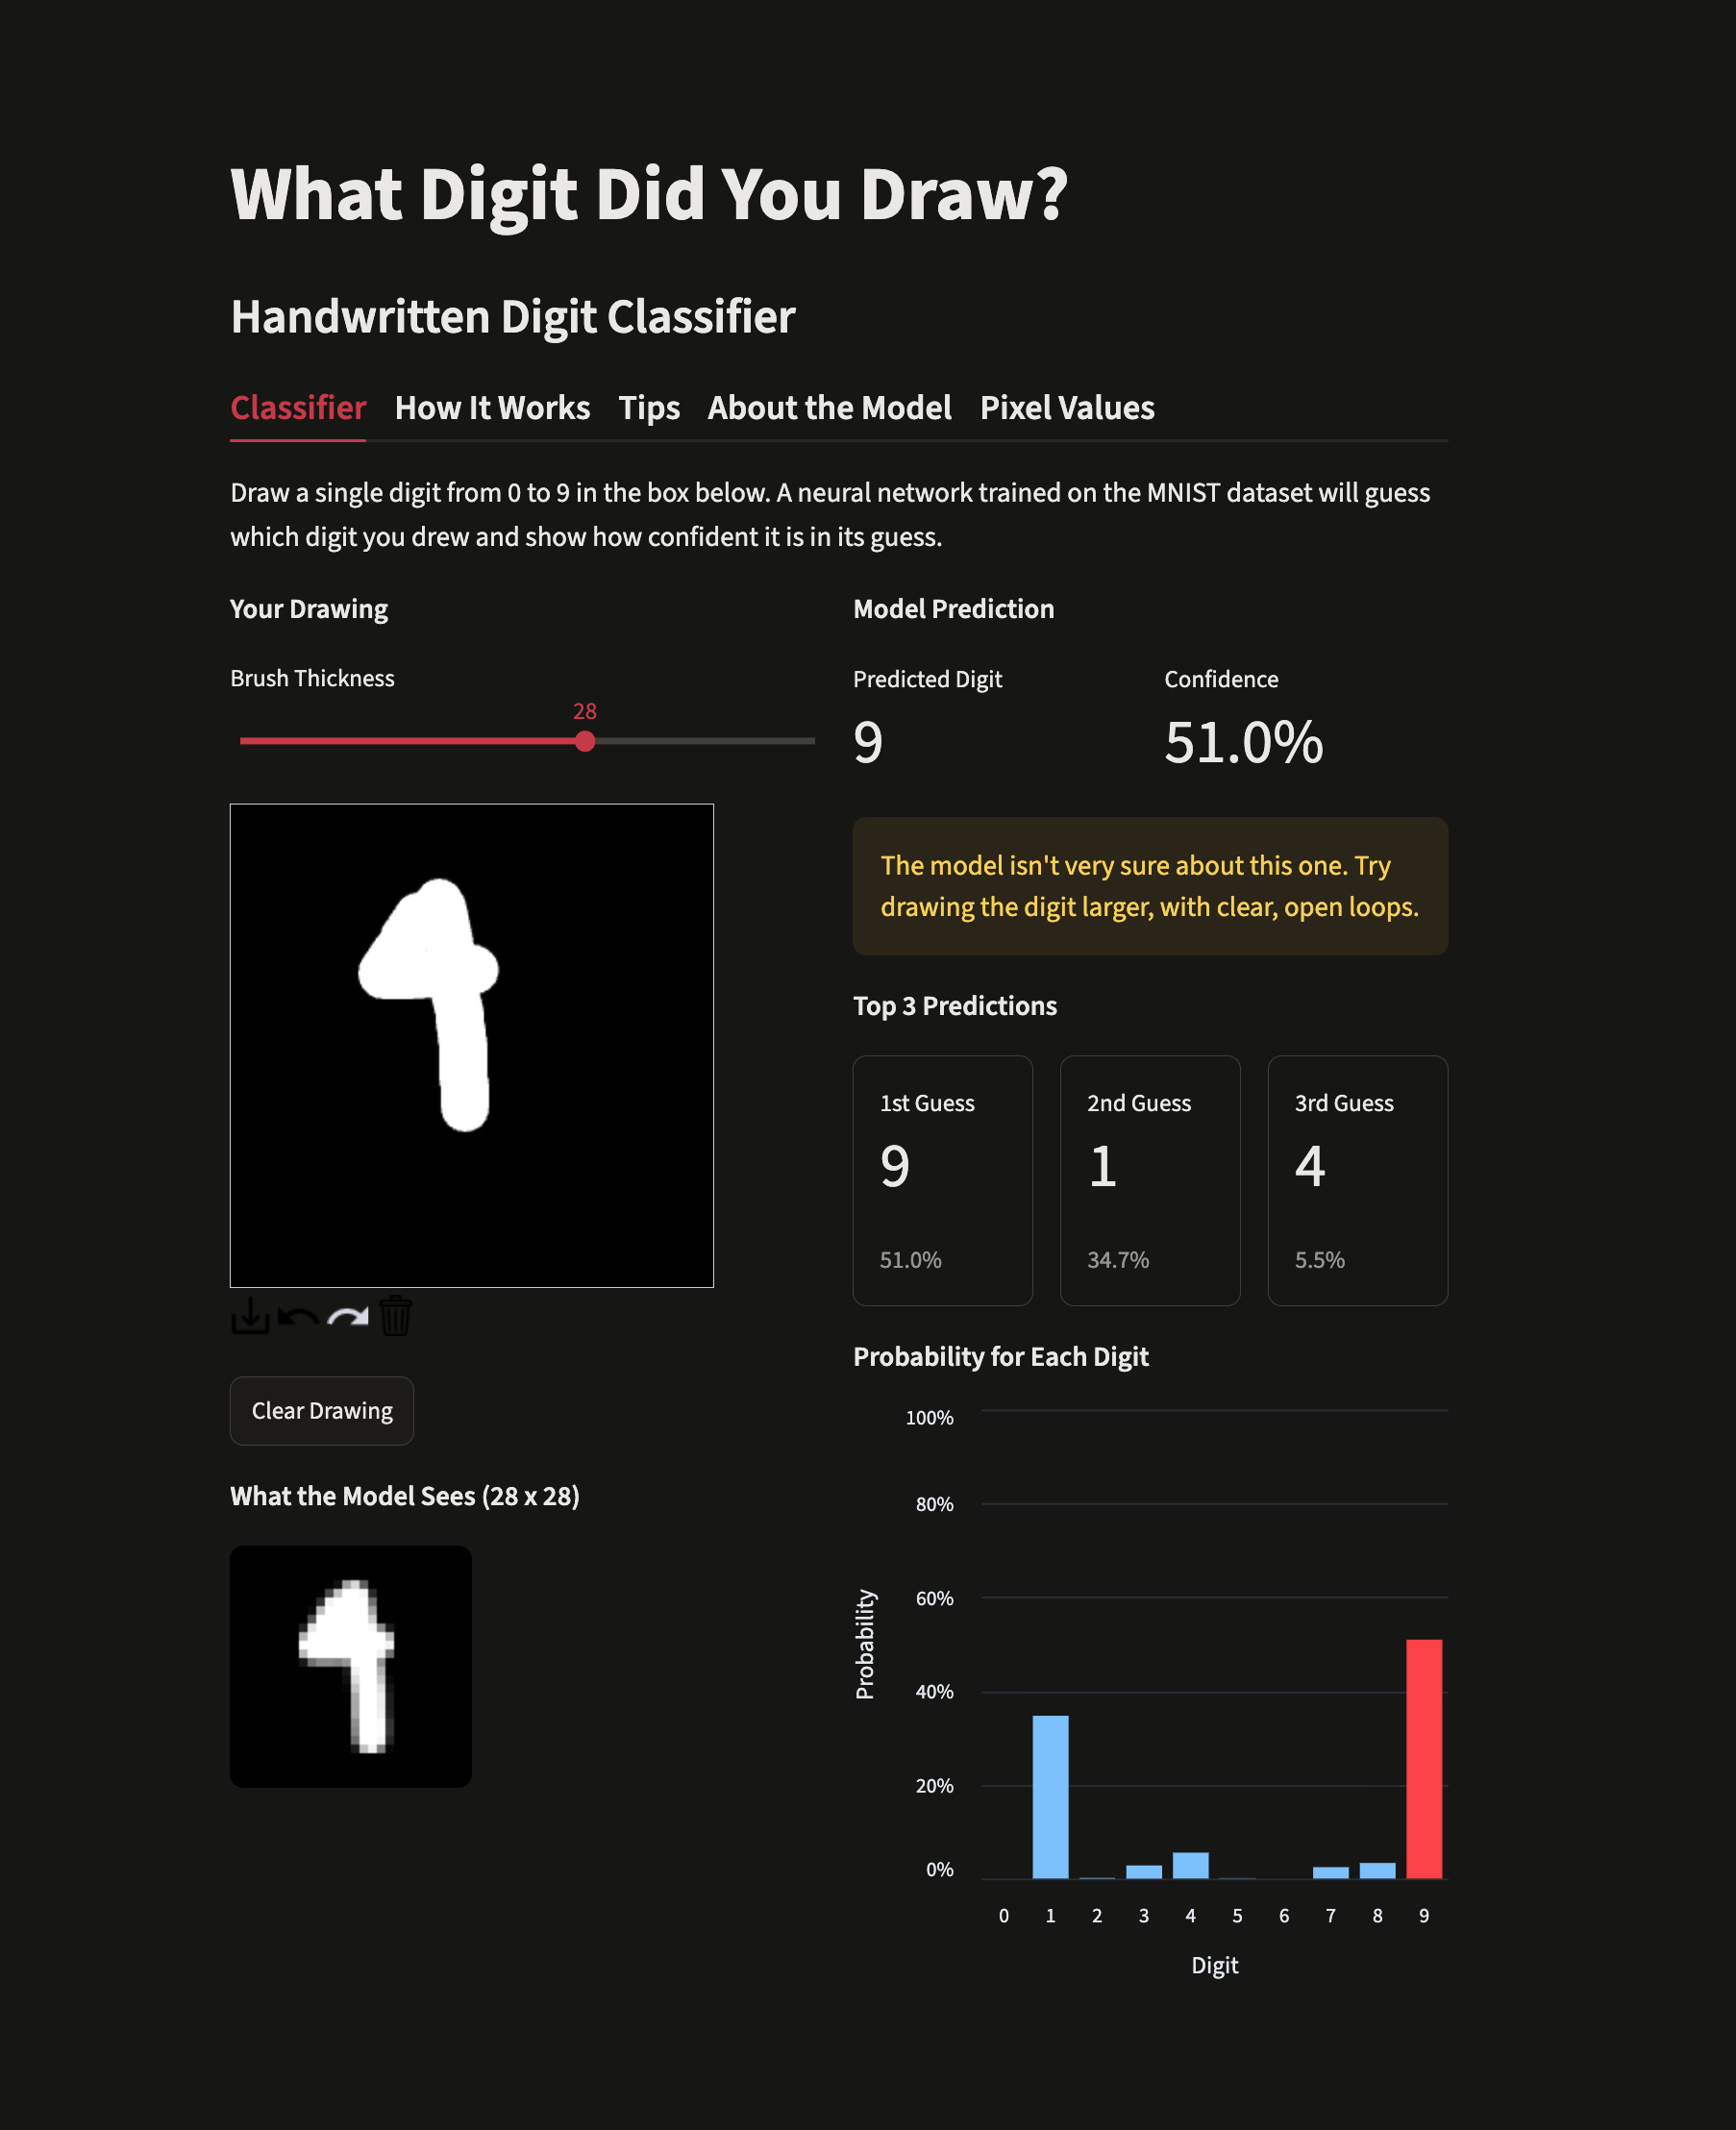 What Digit Did You Draw?
Handwritten Digit Classifier
Classifier How It Works Tips About the Model Pixel Values
Draw a single digit from 0 to 9 in the box below. A neural network trained on the MNIST dataset will guess
which digit you drew and show how confident it is in its guess.
Your Drawing
Brush Thickness
28
Clear Drawing
What the Model Sees (28 x 28)
Model Prediction
Predicted Digit Confidence
9 51.0%
The model isn't very sure about this one. Try
drawing the digit larger, with clear, open loops.
Top 3 Predictions
1st Guess 2nd Guess 3rd Guess
9 1 4
51.0% 34.7% 5.5%
Probability for Each Digit
100%
80%
60%
40%
20%
0%
Probability
0 1 2 3 4 5 6 7 8 9
Digit